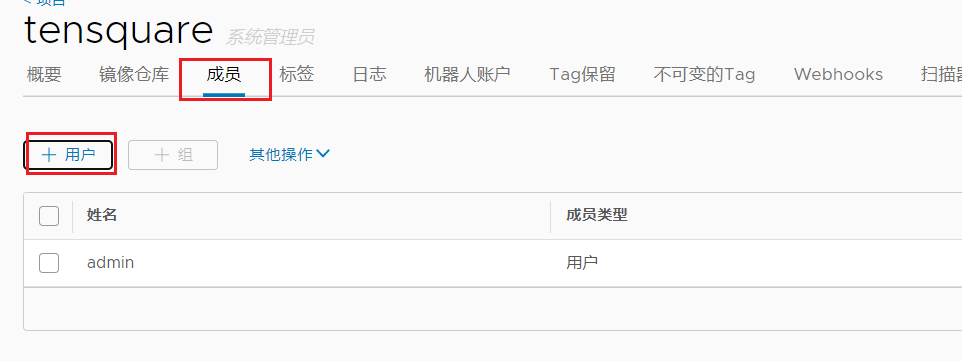 < 项目
tensquare 系统管理员
概要 镜像仓库 成员 标签 日志 机器人账户 Tag保留 不可变的Tag Webhooks 扫描
+ 用户 + 组 其他操作
姓名 成员类型
admin 用户